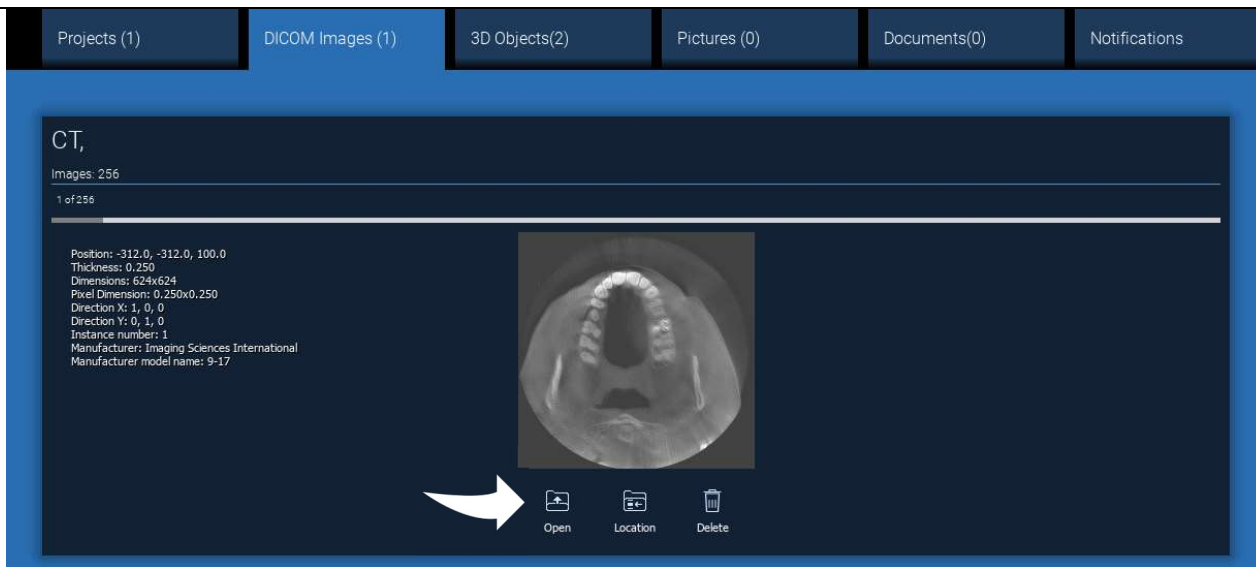 Projects (1)
DICOM Images (1)
3D Objects(2)
Pictures (0)
Documents(0)
Notifications
CT,
Images: 256
1 of 256
Position: -312.0, -312.0, 100.0
Thickness: 0.250
Dimensions: 624x624
Pixel Dimension: 0.250x0.250
Direction X: 1, 0, 0
Direction Y: 0, 1, 0
Instance number: 1
Manufacturer: Imaging Sciences International
Manufacturer model name: 9-17
Open
Location
Delete